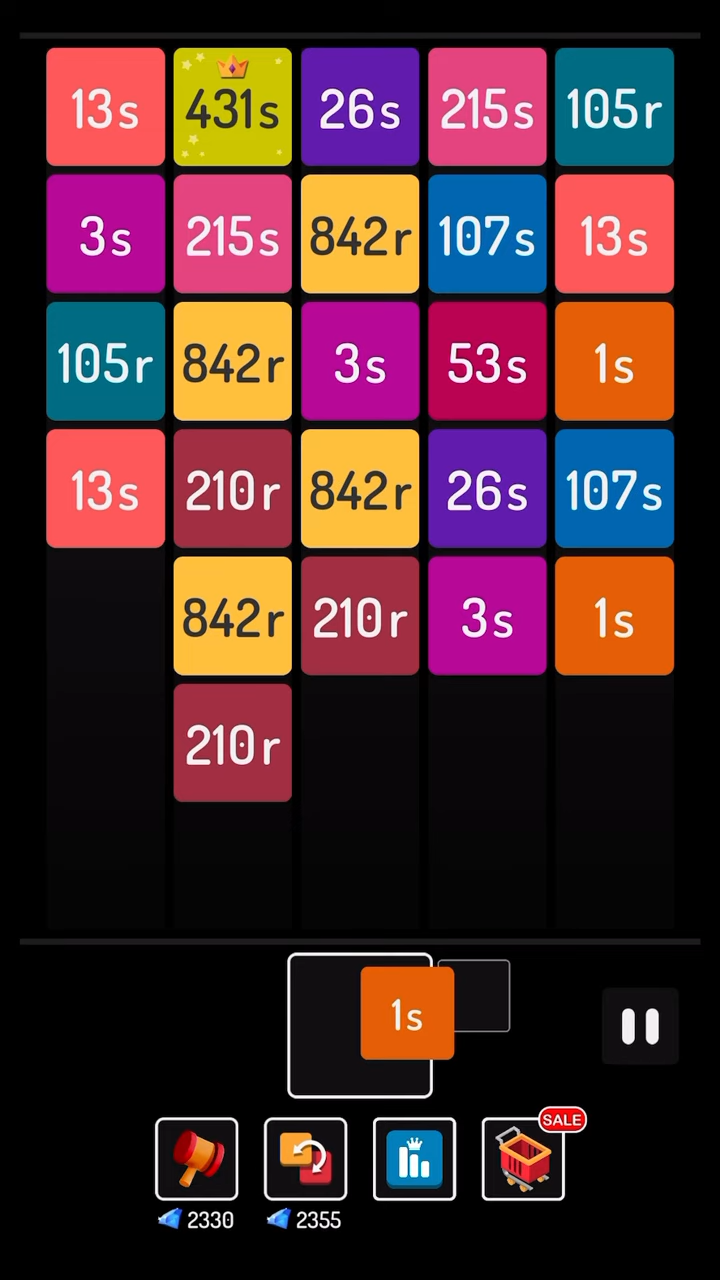 13s 431s 26s 215s 105r
3s 215s 842r 107s 13s
105r 842r 3s 53s 1s
13s 210r 842r 26s 107s
842r 210r 3s 1s
210r
1s
SALE
2330 2355